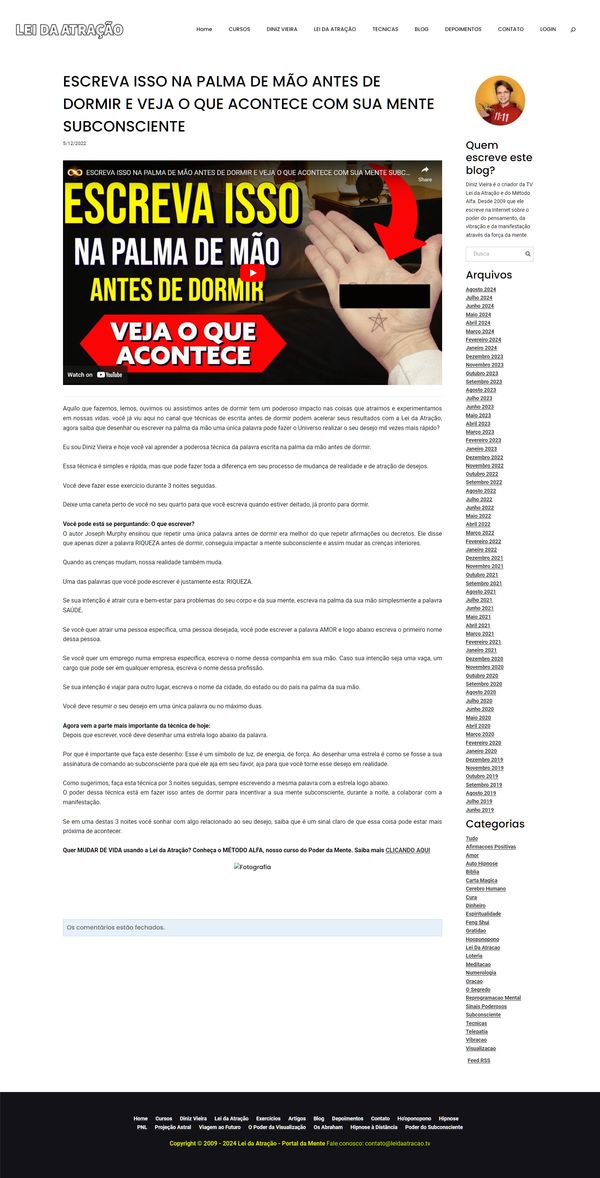 LEI DA ATRAÇÃO
Home CURSOS DINIZ VIEIRA LEI DA ATRAÇÃO TECNICAS BLOG DEPOIMENTOS CONTATO LOGIN
ESCREVA ISSO NA PALMA DE MÃO ANTES DE
DORMIR E VEJA O QUE ACONTECE COM SUA MENTE
SUBCONSCIENTE
5/12/2022
ESCREVA ISSO NA PALMA DE MÃO ANTES DE DORMIR E VEJA O QUE ACONTECE COM SUA MENTE SUBC...
Share
ESCREVA ISSO
NA PALMA DE MÃO
ANTES DE DORMIR
VEJA O QUE
ACONTECE
Watch on YouTube
Aquilo que fazemos, lemos, ouvimos ou assistimos antes de dormir tem um poderoso impacto nas coisas que atraímos e experimentamos
em nossas vidas. você já viu aqui no canal que técnicas de escrita antes de dormir podem acelerar seus resultados com a Lei da Atração,
agora saiba que desenhar ou escrever na palma da mão uma única palavra pode fazer o Universo realizar o seu desejo mil vezes mais rápido?
Eu sou Diniz Vieira e hoje você vai aprender a poderosa técnica da palavra escrita na palma da mão antes de dormir.
Essa técnica é simples e rápida, mas que pode fazer toda a diferença em seu processo de mudança de realidade e de atração de desejos.
Você deve fazer esse exercício durante 3 noites seguidas.
Deixe uma caneta perto de você no seu quarto para que você escreva quando estiver deitado, já pronto para dormir.
Você pode está se perguntando: O que escrever?
O autor Joseph Murphy ensinou que repetir uma única palavra antes de dormir era melhor do que repetir afirmações ou decretos. Ele disse
que apenas dizer a palavra RIQUEZA antes de dormir, conseguia impactar a mente subconsciente e assim mudar as crenças interiores.
Quando as crenças mudam, nossa realidade também muda.
Uma das palavras que você pode escrever é justamente esta: RIQUEZA.
Se sua intenção é atrair cura e bem-estar para problemas do seu corpo e da sua mente, escreva na palma da sua mão simplesmente a palavra
SAÚDE.
Se você quer atrair uma pessoa específica, uma pessoa desejada, você pode escrever a palavra AMOR e logo abaixo escreva o primeiro nome
dessa pessoa.
Se você quer um emprego numa empresa específica, escreva o nome dessa companhia em sua mão. Caso sua intenção seja uma vaga, um
cargo que pode ser em qualquer empresa, escreva o nome dessa profissão.
Se sua intenção é viajar para outro lugar, escreva o nome da cidade, do estado ou do país na palma da sua mão.
Você deve resumir o seu desejo em uma única palavra ou no máximo duas.
Agora vem a parte mais importante da técnica de hoje:
Depois que escrever, você deve desenhar uma estrela logo abaixo da palavra.
Por que é importante que faça este desenho: Esse é um símbolo de luz, de energia, de força. Ao desenhar uma estrela é como se fosse a sua
assinatura de comando ao subconsciente para que ele aja em seu favor, aja para que você torne esse desejo em realidade.
Como sugerimos, faça esta técnica por 3 noites seguidas, sempre escrevendo a mesma palavra com a estrela logo abaixo.
O poder dessa técnica está em fazer isso antes de dormir para incentivar a sua mente subconsciente, durante a noite, a colaborar com a
manifestação.
Se em uma destas 3 noites você sonhar com algo relacionado ao seu desejo, saiba que é um sinal claro de que essa coisa pode estar mais
próxima de acontecer.
Quer MUDAR DE VIDA usando a Lei da Atração? Conheça o MÉTODO ALFA, nosso curso do Poder da Mente. Saiba mais CLICANDO AQUI
Fotografia
Os comentários estão fechados.
11:11
Quem
escreve este
blog?
Diniz Vieira é o criador da TV
Lei da Atração e do Método
Alfa. Desde 2009 que ele
escreve na Internet sobre o
poder do pensamento, da
vibração e da manifestação
através da força da mente.
Busca
Arquivos
Agosto 2024
Julho 2024
Junho 2024
Maio 2024
Abril 2024
Março 2024
Fevereiro 2024
Janeiro 2024
Dezembro 2023
Novembro 2023
Outubro 2023
Setembro 2023
Agosto 2023
Julho 2023
Junho 2023
Maio 2023
Abril 2023
Março 2023
Fevereiro 2023
Janeiro 2023
Dezembro 2022
Novembro 2022
Outubro 2022
Setembro 2022
Agosto 2022
Julho 2022
Junho 2022
Maio 2022
Abril 2022
Março 2022
Fevereiro 2022
Janeiro 2022
Dezembro 2021
Novembro 2021
Outubro 2021
Setembro 2021
Agosto 2021
Julho 2021
Junho 2021
Maio 2021
Abril 2021
Março 2021
Fevereiro 2021
Janeiro 2021
Dezembro 2020
Novembro 2020
Outubro 2020
Setembro 2020
Agosto 2020
Julho 2020
Junho 2020
Maio 2020
Abril 2020
Março 2020
Fevereiro 2020
Janeiro 2020
Dezembro 2019
Novembro 2019
Outubro 2019
Setembro 2019
Agosto 2019
Julho 2019
Junho 2019
Categorias
Tudo
Afirmacoes Positivas
Amor
Auto Hipnose
Bíblia
Carta Magica
Cerebro Humano
Cura
Dinheiro
Espiritualidade
Feng Shui
Gratidao
Hooponopono
Lei Da Atracao
Loteria
Meditacao
Numerologia
Oracao
O Segredo
Reprogramacao Mental
Sinais Poderosos
Subconsciente
Tecnicas
Telepatia
Vibracao
Visualizacao
Feed RSS
Home Cursos Diniz Vieira Lei da Atração Exercícios Artigos Blog Depoimentos Contato Ho'oponopono Hipnose
PNL Projeção Astral Viagem ao Futuro O Poder da Visualização Os Abraham Hipnose à Distância Poder do Subconsciente
Copyright © 2009 - 2024 Lei da Atração - Portal da Mente Fale conosco: contato@leidaatracao.tv